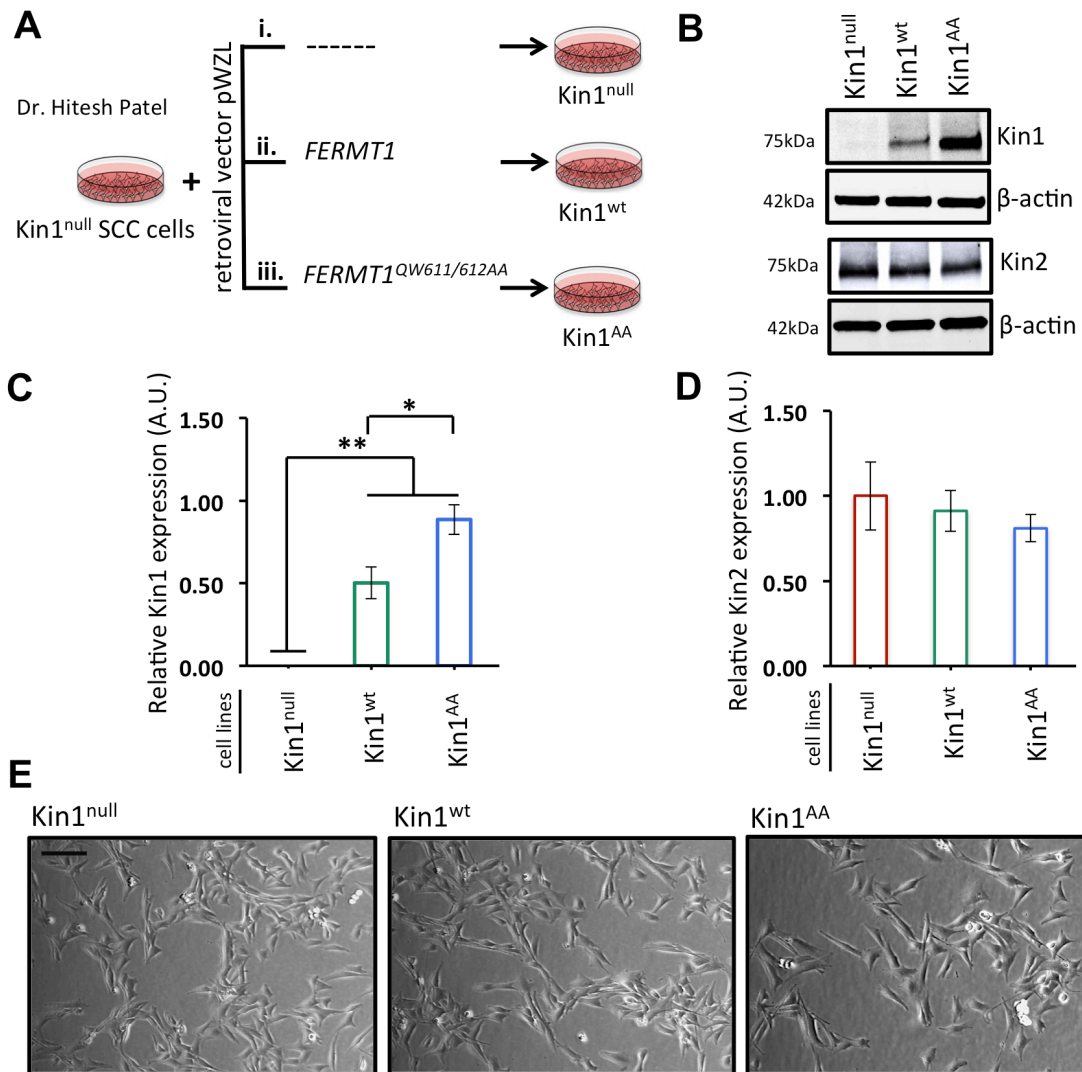 A
Dr. Hitesh Patel
Kin1null SCC cells
+
retroviral vector pWZL
i.
------
Kin1null
ii.
FERMT1
Kin1wt
iii.
FERMT1QW611/612AA
Kin1AA
B
Kin1null
Kin1wt
Kin1AA
75kDa
Kin1
42kDa
β-actin
75kDa
Kin2
42kDa
β-actin
C
Relative Kin1 expression (A.U.)
1.50
1.00
0.50
0.00
*
**
cell lines
Kin1null
Kin1wt
Kin1AA
D
Relative Kin2 expression (A.U.)
1.50
1.00
0.50
0.00
cell lines
Kin1null
Kin1wt
Kin1AA
E
Kin1null
Kin1wt
Kin1AA